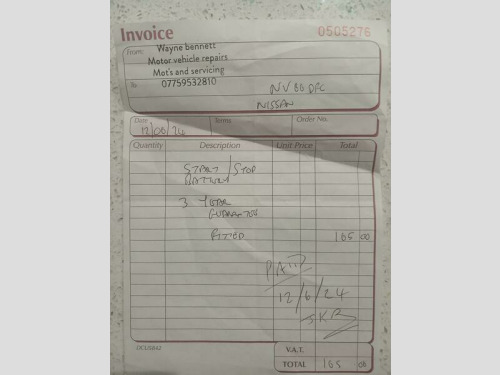 Invoice 0505276
From: Wayne bennett
Motor vehicle repairs
Mot's and servicing
To 07759532810
NISSAN
Date Terms Order No.
12/06/24
Quantity Description Unit Price Total
START/STOP
BATTERY
3 YEAR
GUARANTEE
FITTED 165 00
PAID
12/6/24
V.A.T.
TOTAL 165 00